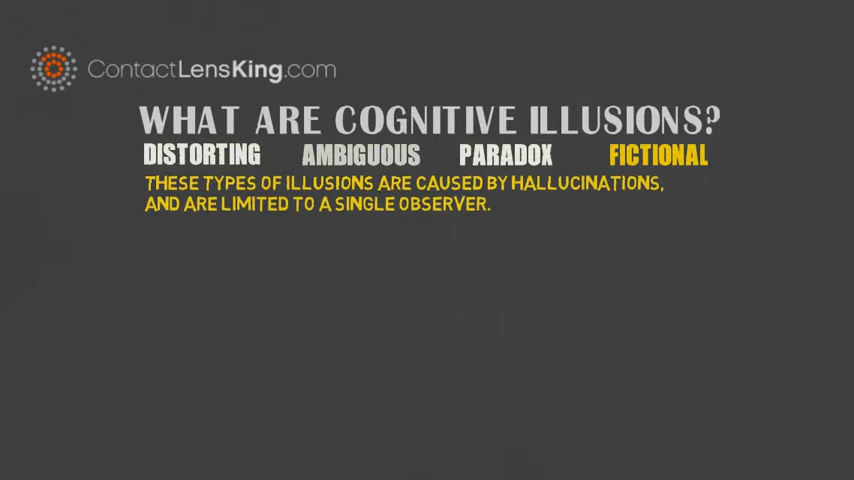 ContactLensKing.com
WHAT ARE COGNITIVE ILLUSIONS?
DISTORTING AMBIGUOUS PARADOX FICTIONAL
THESE TYPES OF ILLUSIONS ARE CAUSED BY HALLUCINATIONS,
AND ARE LIMITED TO A SINGLE OBSERVER.